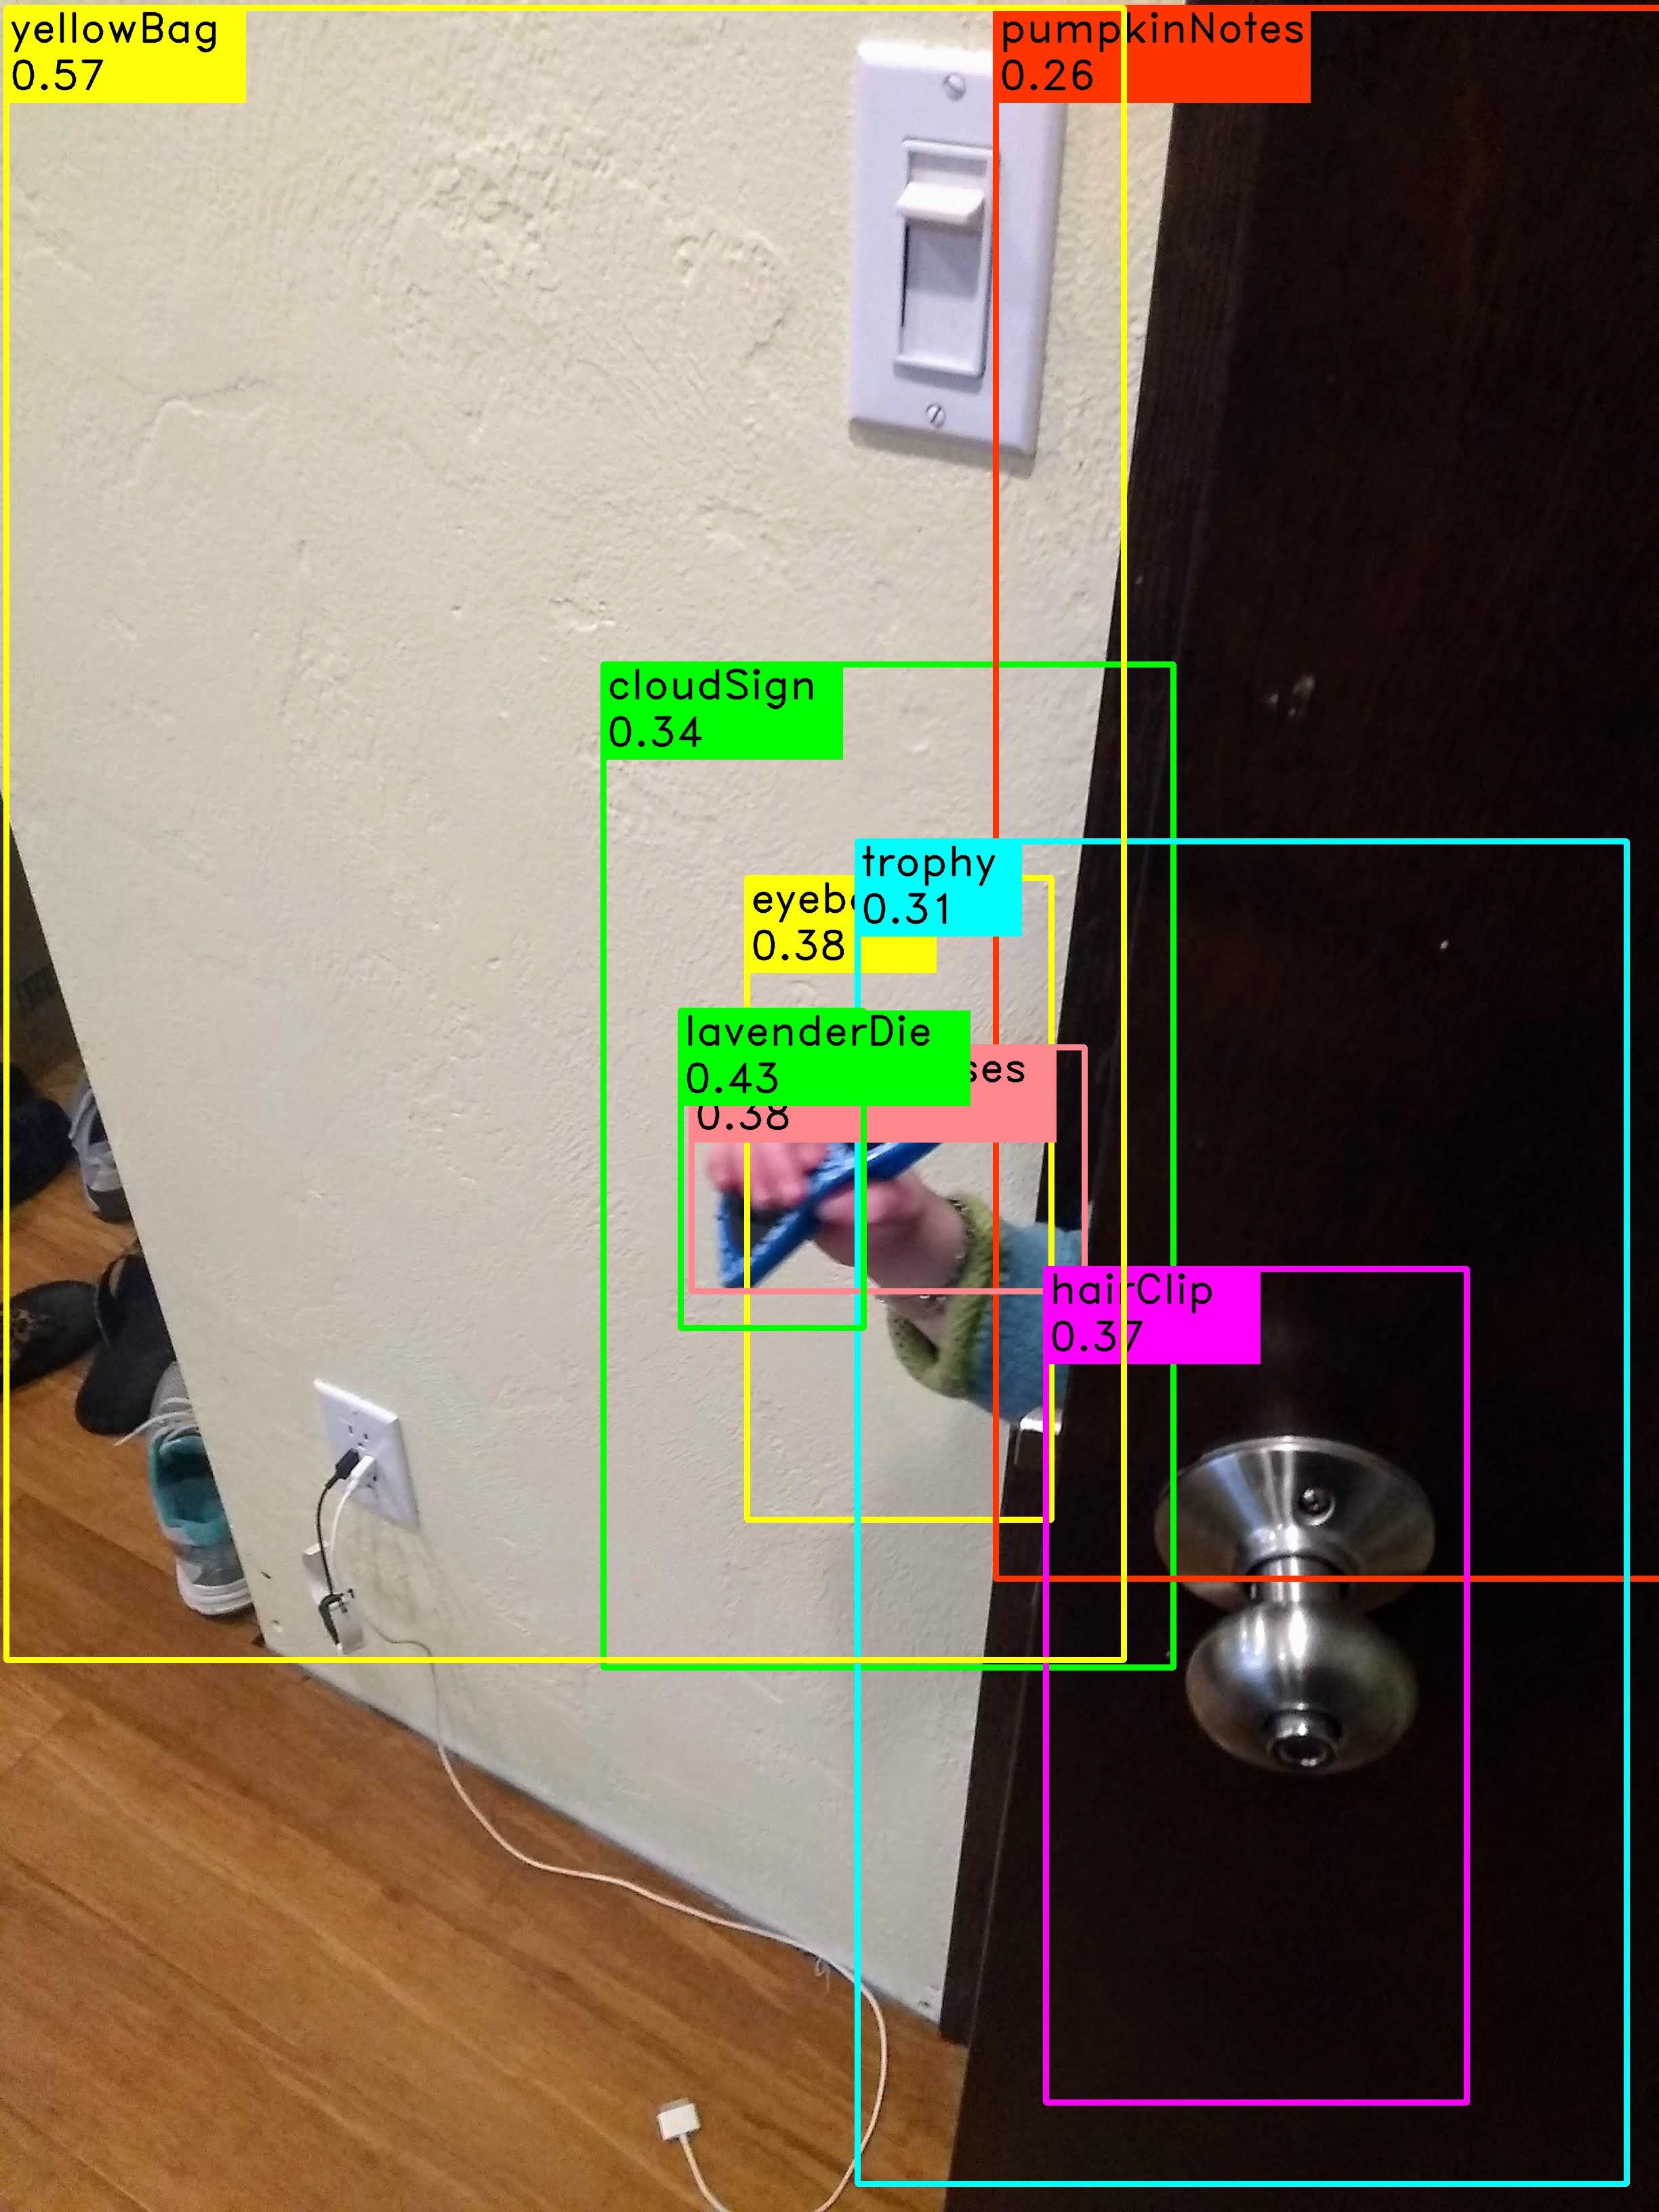 yellowBag
0.57
pumpkinNotes
0.26
cloudSign
0.34
trophy
0.31
0.38
lavenderDie
0.43
0.38
hairClip
0.37